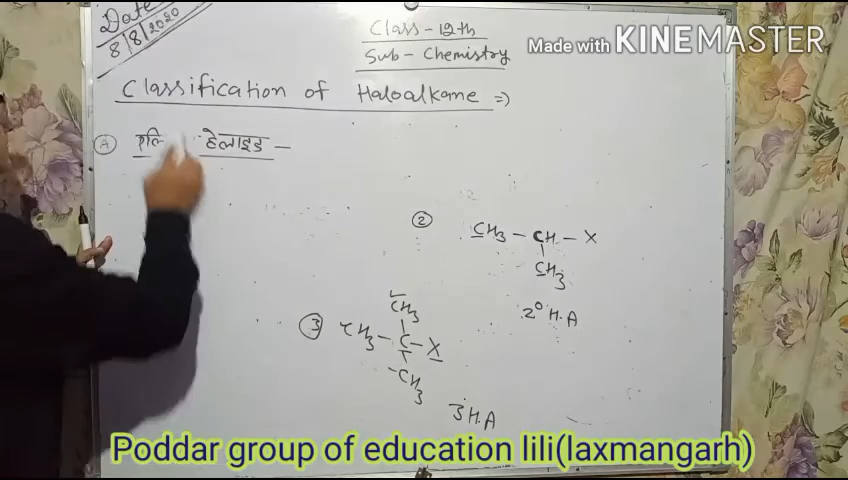 Date
8/8/2020
Class-12th
Sub-Chemistry
Made with KINEMASTER
Classification of Haloalkane =>
(A) हेलाइड —
(2) CH3 — CH — X
CH3
2° H.A
(3) CH3
CH3 — C — X
CH3
3 H.A
Poddar group of education lili(laxmangarh)